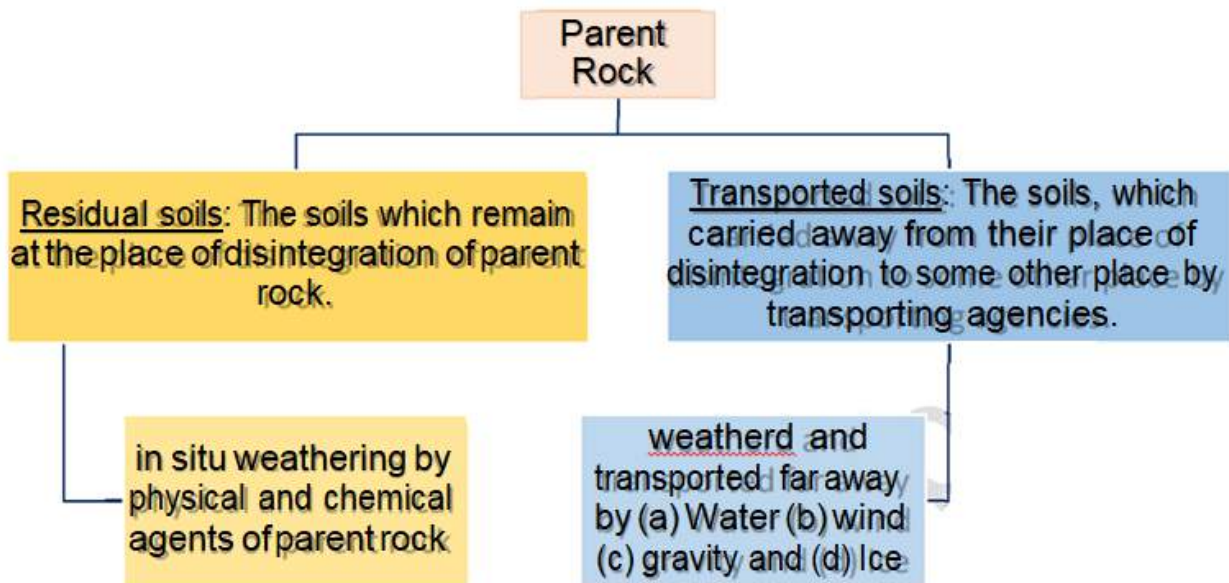 Parent
Rock
Residual soils: The soils which remain
at the place of disintegration of parent
rock.
Transported soils: The soils, which
carried away from their place of
disintegration to some other place by
transporting agencies.
in situ weathering by
physical and chemical
agents of parent rock
weatherd and
transported far away
by (a) Water (b) wind
(c) gravity and (d) Ice